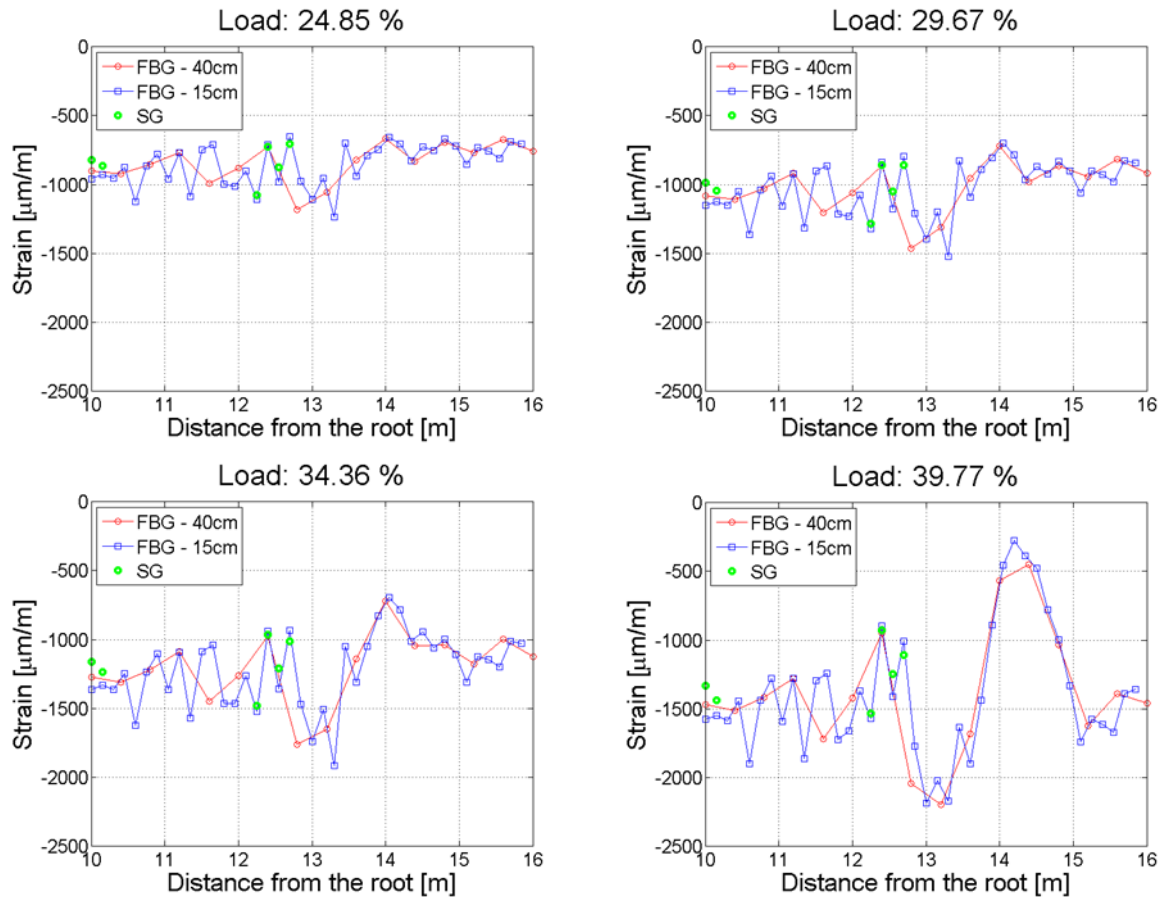 Load: 24.85 %
0
-500
-1000
-1500
-2000
-2500
Strain [μm/m]
FBG - 40cm
FBG - 15cm
SG
10 11 12 13 14 15 16
Distance from the root [m]
Load: 29.67 %
0
-500
-1000
-1500
-2000
-2500
Strain [μm/m]
FBG - 40cm
FBG - 15cm
SG
10 11 12 13 14 15 16
Distance from the root [m]
Load: 34.36 %
0
-500
-1000
-1500
-2000
-2500
Strain [μm/m]
FBG - 40cm
FBG - 15cm
SG
10 11 12 13 14 15 16
Distance from the root [m]
Load: 39.77 %
0
-500
-1000
-1500
-2000
-2500
Strain [μm/m]
FBG - 40cm
FBG - 15cm
SG
10 11 12 13 14 15 16
Distance from the root [m]